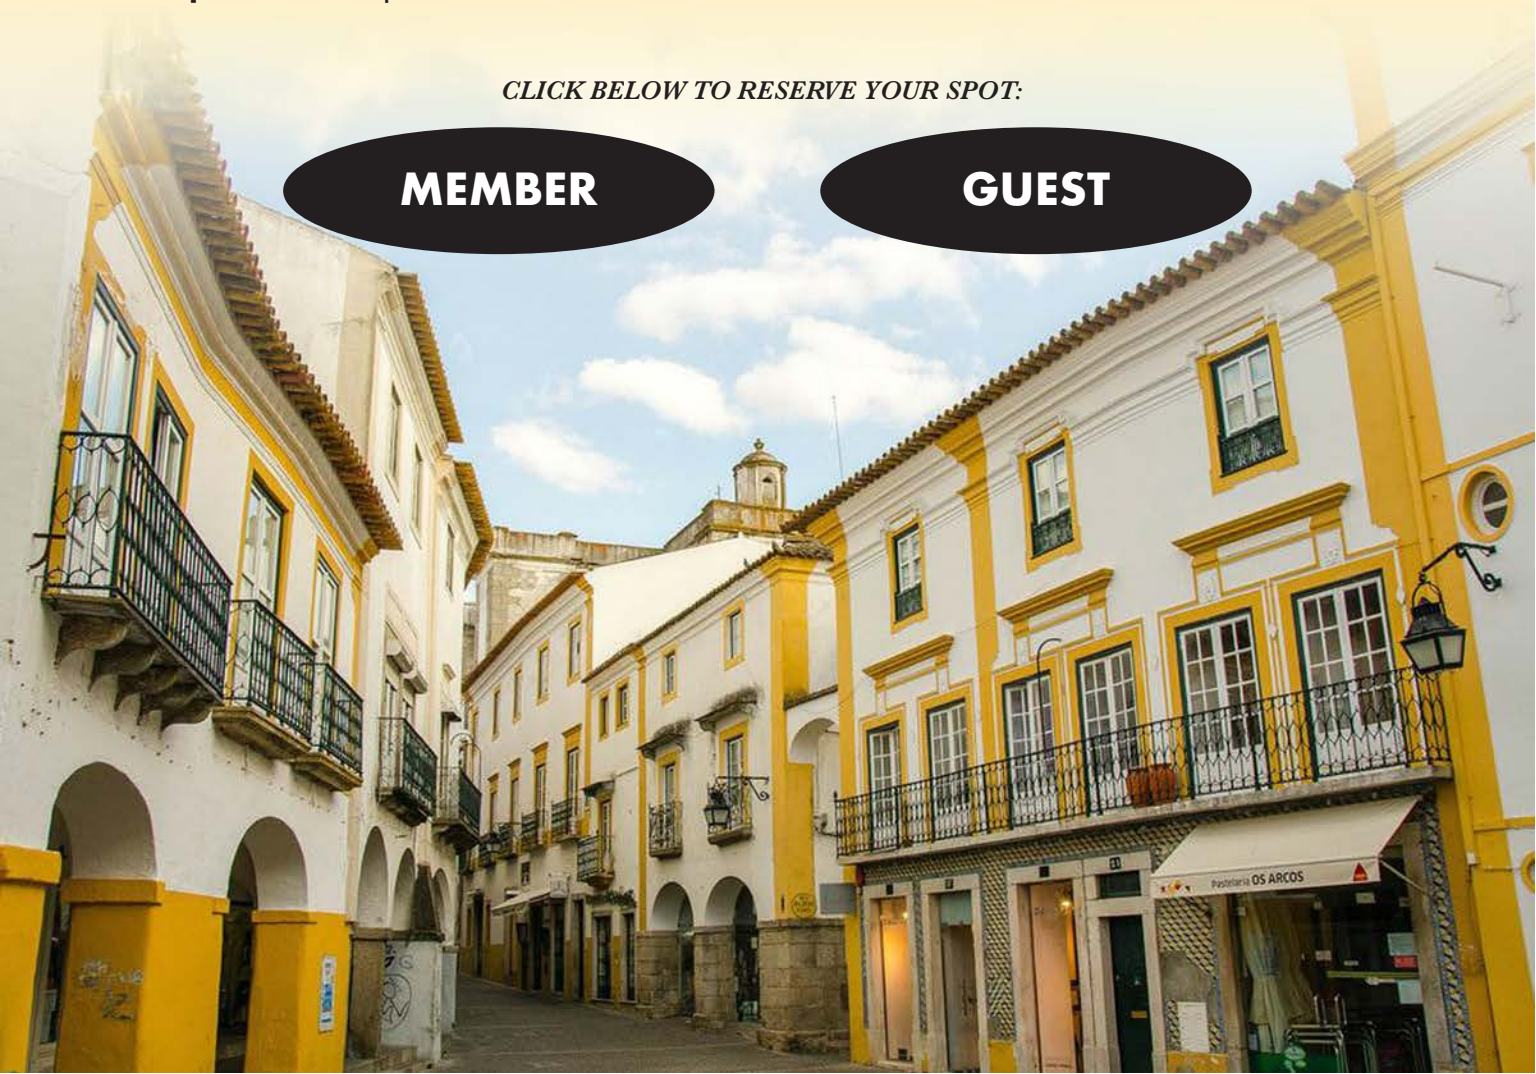 CLICK BELOW TO RESERVE YOUR SPOT:
MEMBER
GUEST
Pastelaria OS ARCOS